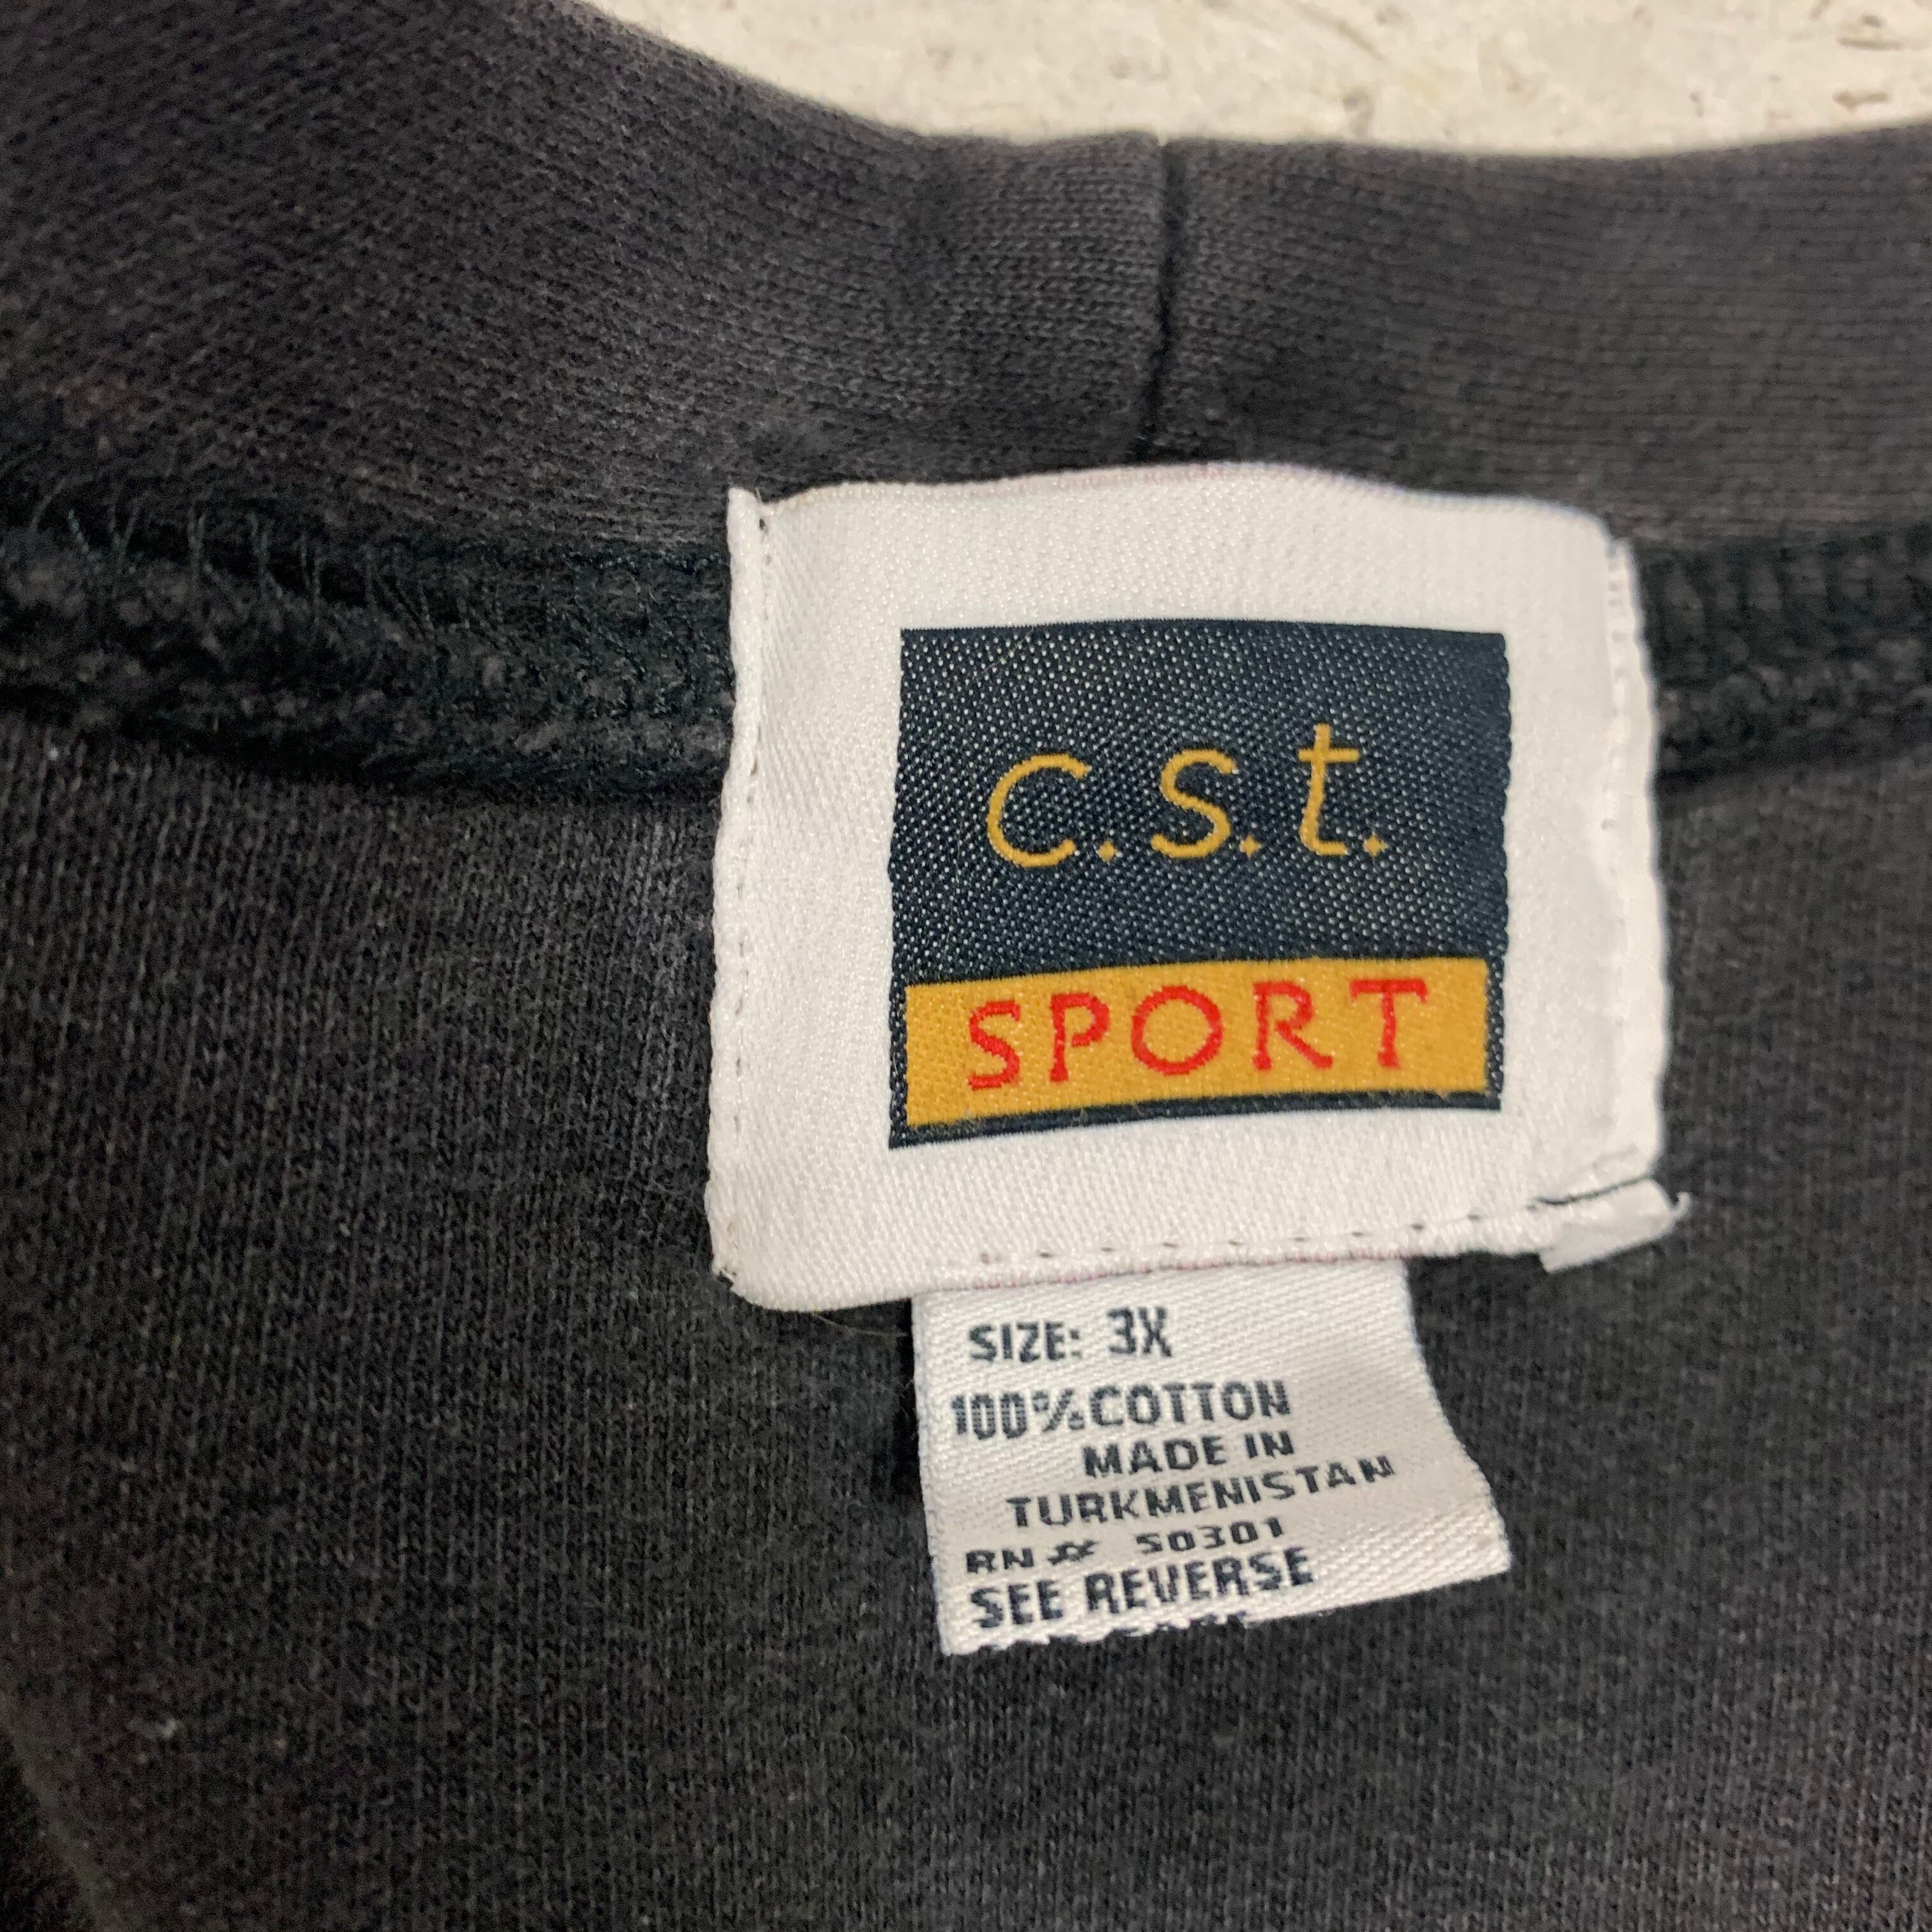 c.s.t.
SPORT
SIZE: 3X
100% COTTON
MADE IN
TURKMENISTAN
RN# 50301
SEE REVERSE